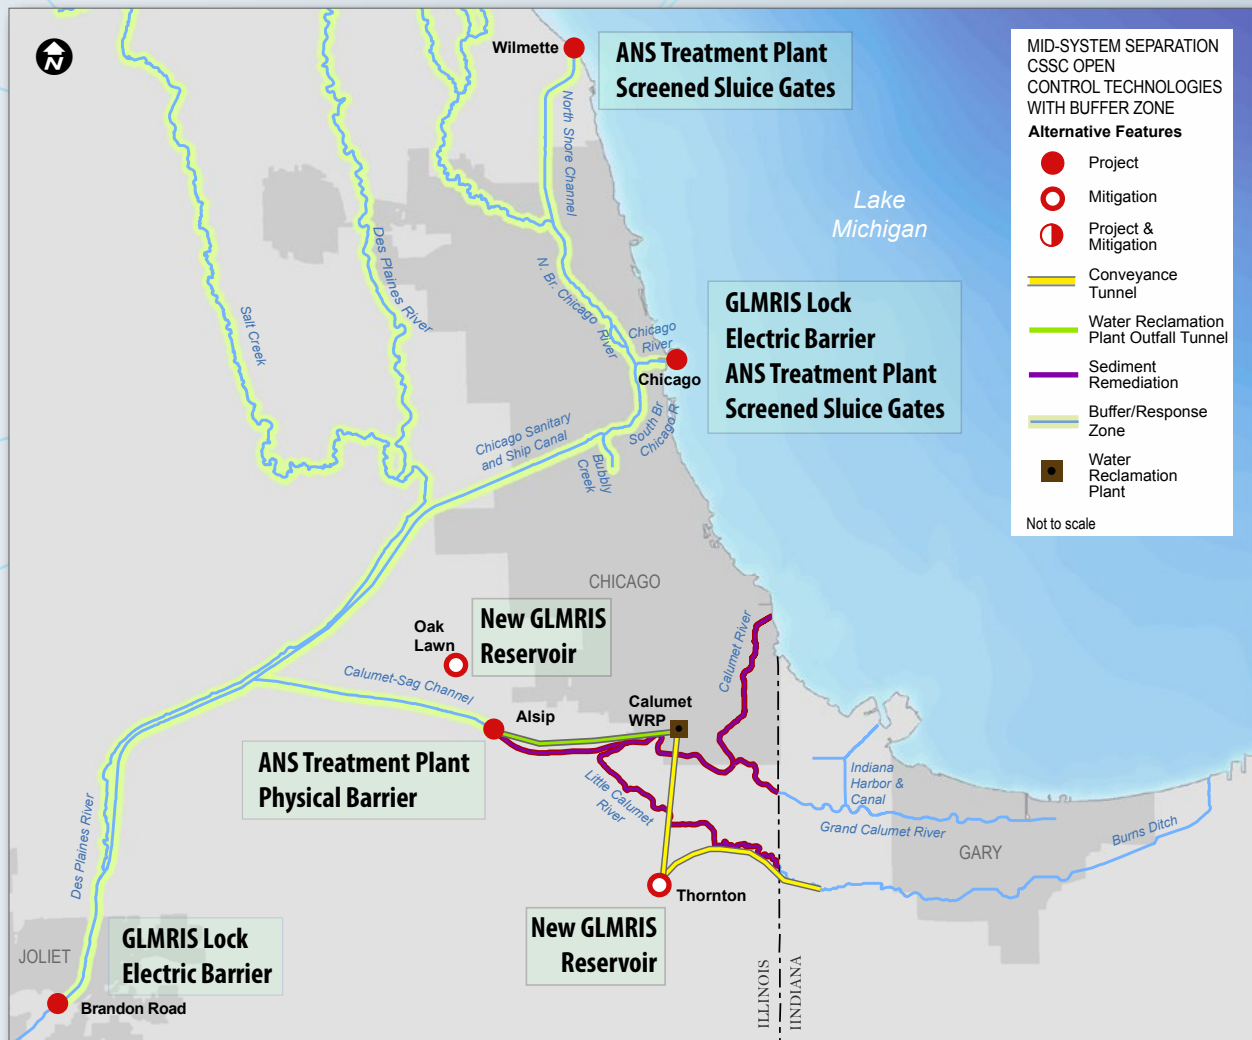 N
Wilmette
ANS Treatment Plant
Screened Sluice Gates
MID-SYSTEM SEPARATION
CSSC OPEN
CONTROL TECHNOLOGIES
WITH BUFFER ZONE
Alternative Features
Project
Mitigation
Project &
Mitigation
Conveyance
Tunnel
Water Reclamation
Plant Outfall Tunnel
Sediment
Remediation
Buffer/Response
Zone
Water
Reclamation
Plant
Not to scale
North Shore Channel
Lake
Michigan
Des Plaines River
Salt Creek
N. Br. Chicago
River
Chicago
River
Chicago
GLMRIS Lock
Electric Barrier
ANS Treatment Plant
Screened Sluice Gates
South Br
Chicago R
Chicago Sanitary
and Ship Canal
Bubbly
Creek
CHICAGO
New GLMRIS
Reservoir
Oak
Lawn
Calumet River
Calumet-Sag Channel
Alsip
Calumet
WRP
ANS Treatment Plant
Physical Barrier
Little Calumet
River
Indiana
Harbor &
Canal
Grand Calumet River
Burns Ditch
GARY
Des Plaines River
Thornton
New GLMRIS
Reservoir
GLMRIS Lock
Electric Barrier
JOLIET
Brandon Road
ILLINOIS
IINDIANA